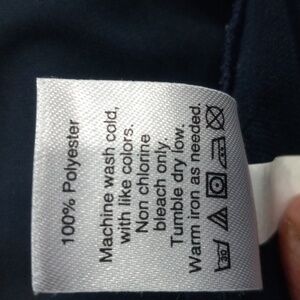 100% Polyester
Machine wash cold,
with like colors.
Non chlorine
bleach only.
Tumble dry low.
Warm iron as needed.
30